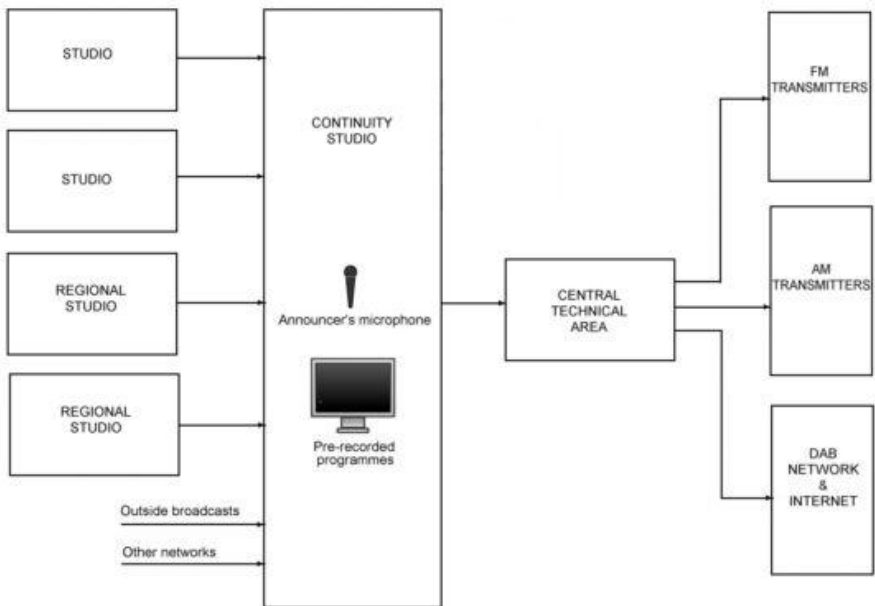 STUDIO
STUDIO
REGIONAL
STUDIO
REGIONAL
STUDIO
Outside broadcasts
Other networks
CONTINUITY
STUDIO
Announcer's microphone
Pre-recorded
programmes
CENTRAL
TECHNICAL
AREA
FM
TRANSMITTERS
AM
TRANSMITTERS
DAB
NETWORK
&
INTERNET